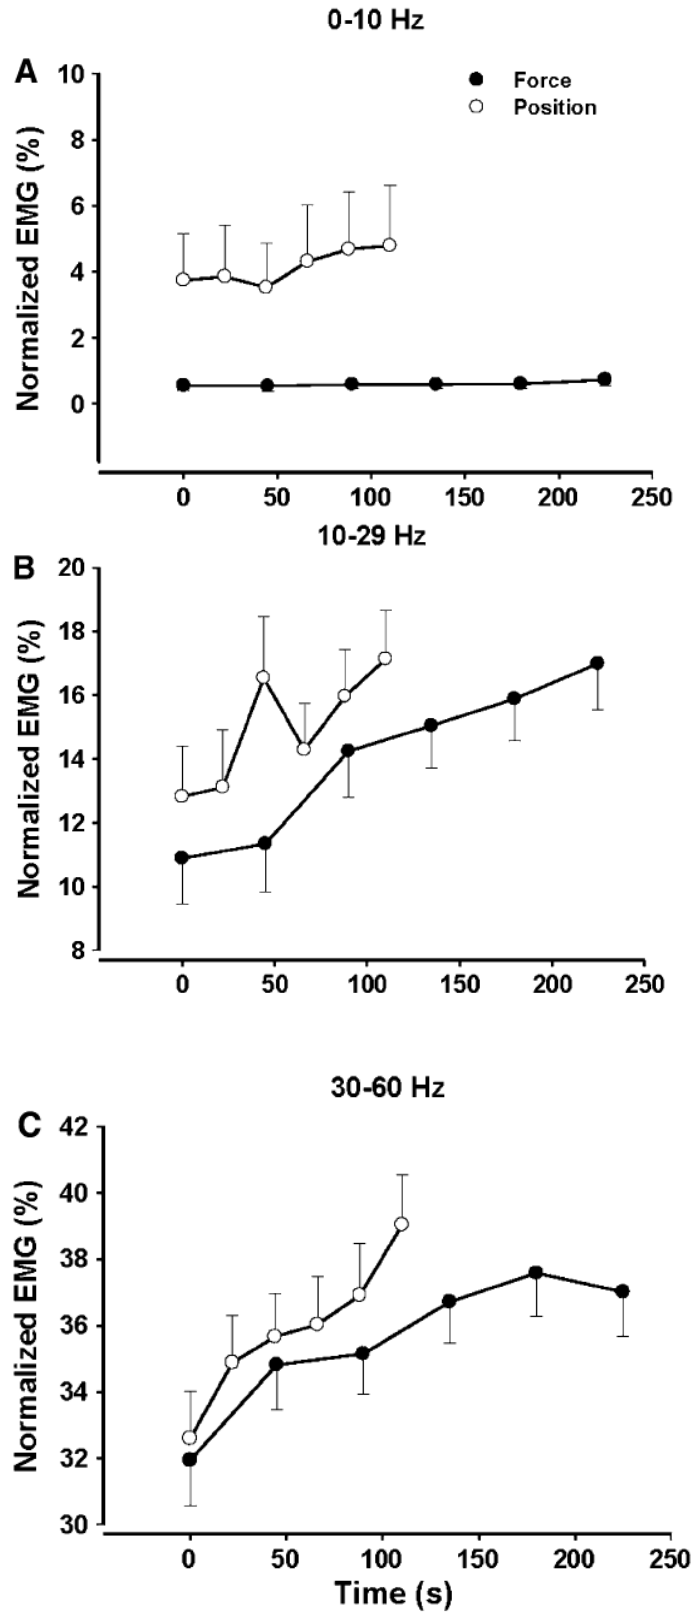 0-10 Hz
A
Normalized EMG (%)
10
8
6
4
2
0
Force
Position
0 50 100 150 200 250
10-29 Hz
B
Normalized EMG (%)
20
18
16
14
12
10
8
0 50 100 150 200 250
30-60 Hz
C
Normalized EMG (%)
42
40
38
36
34
32
30
0 50 100 150 200 250
Time (s)